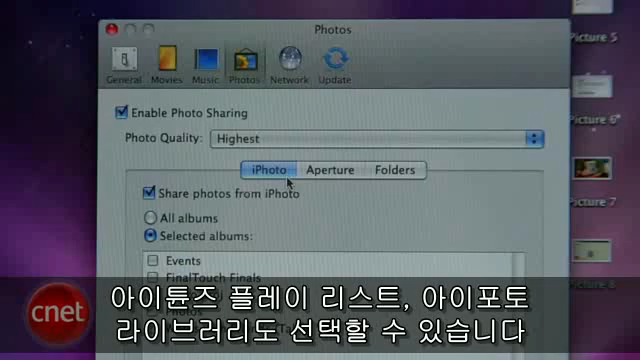 Photos
General Movies Music Photos Network Update
Enable Photo Sharing
Photo Quality: Highest
iPhoto Aperture Folders
Share photos from iPhoto
All albums
Selected albums:
Events
FinalTouch Finals
Photos
Picture 5
Picture 6
Picture 7
cnet
아이튠즈 플레이 리스트, 아이포토
라이브러리도 선택할 수 있습니다